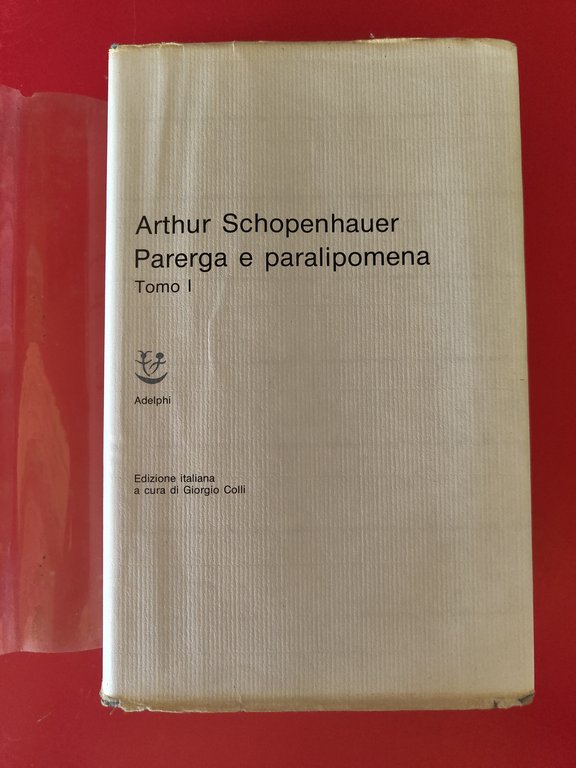 Arthur Schopenhauer
Parerga e paralipomena
Tomo I
Adelphi
Edizione italiana
a cura di Giorgio Colli